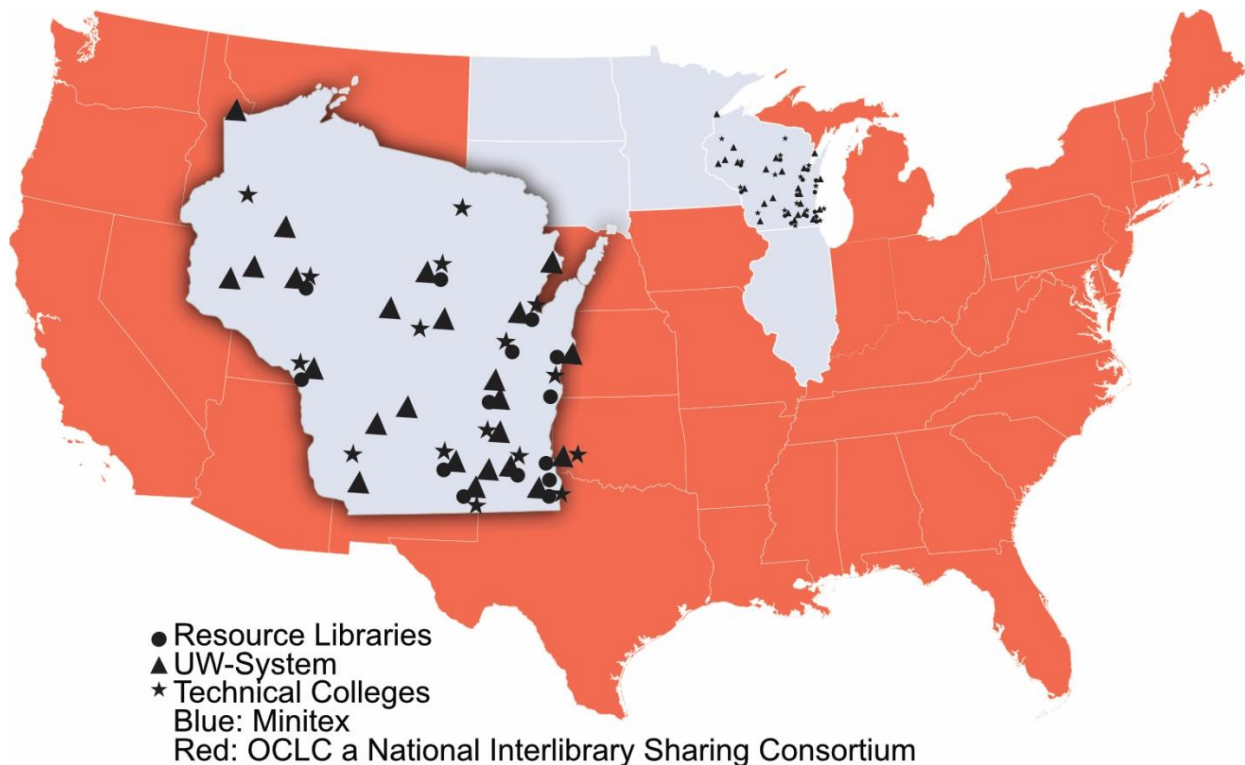 Resource Libraries
UW-System
Technical Colleges
Blue: Minitex
Red: OCLC a National Interlibrary Sharing Consortium